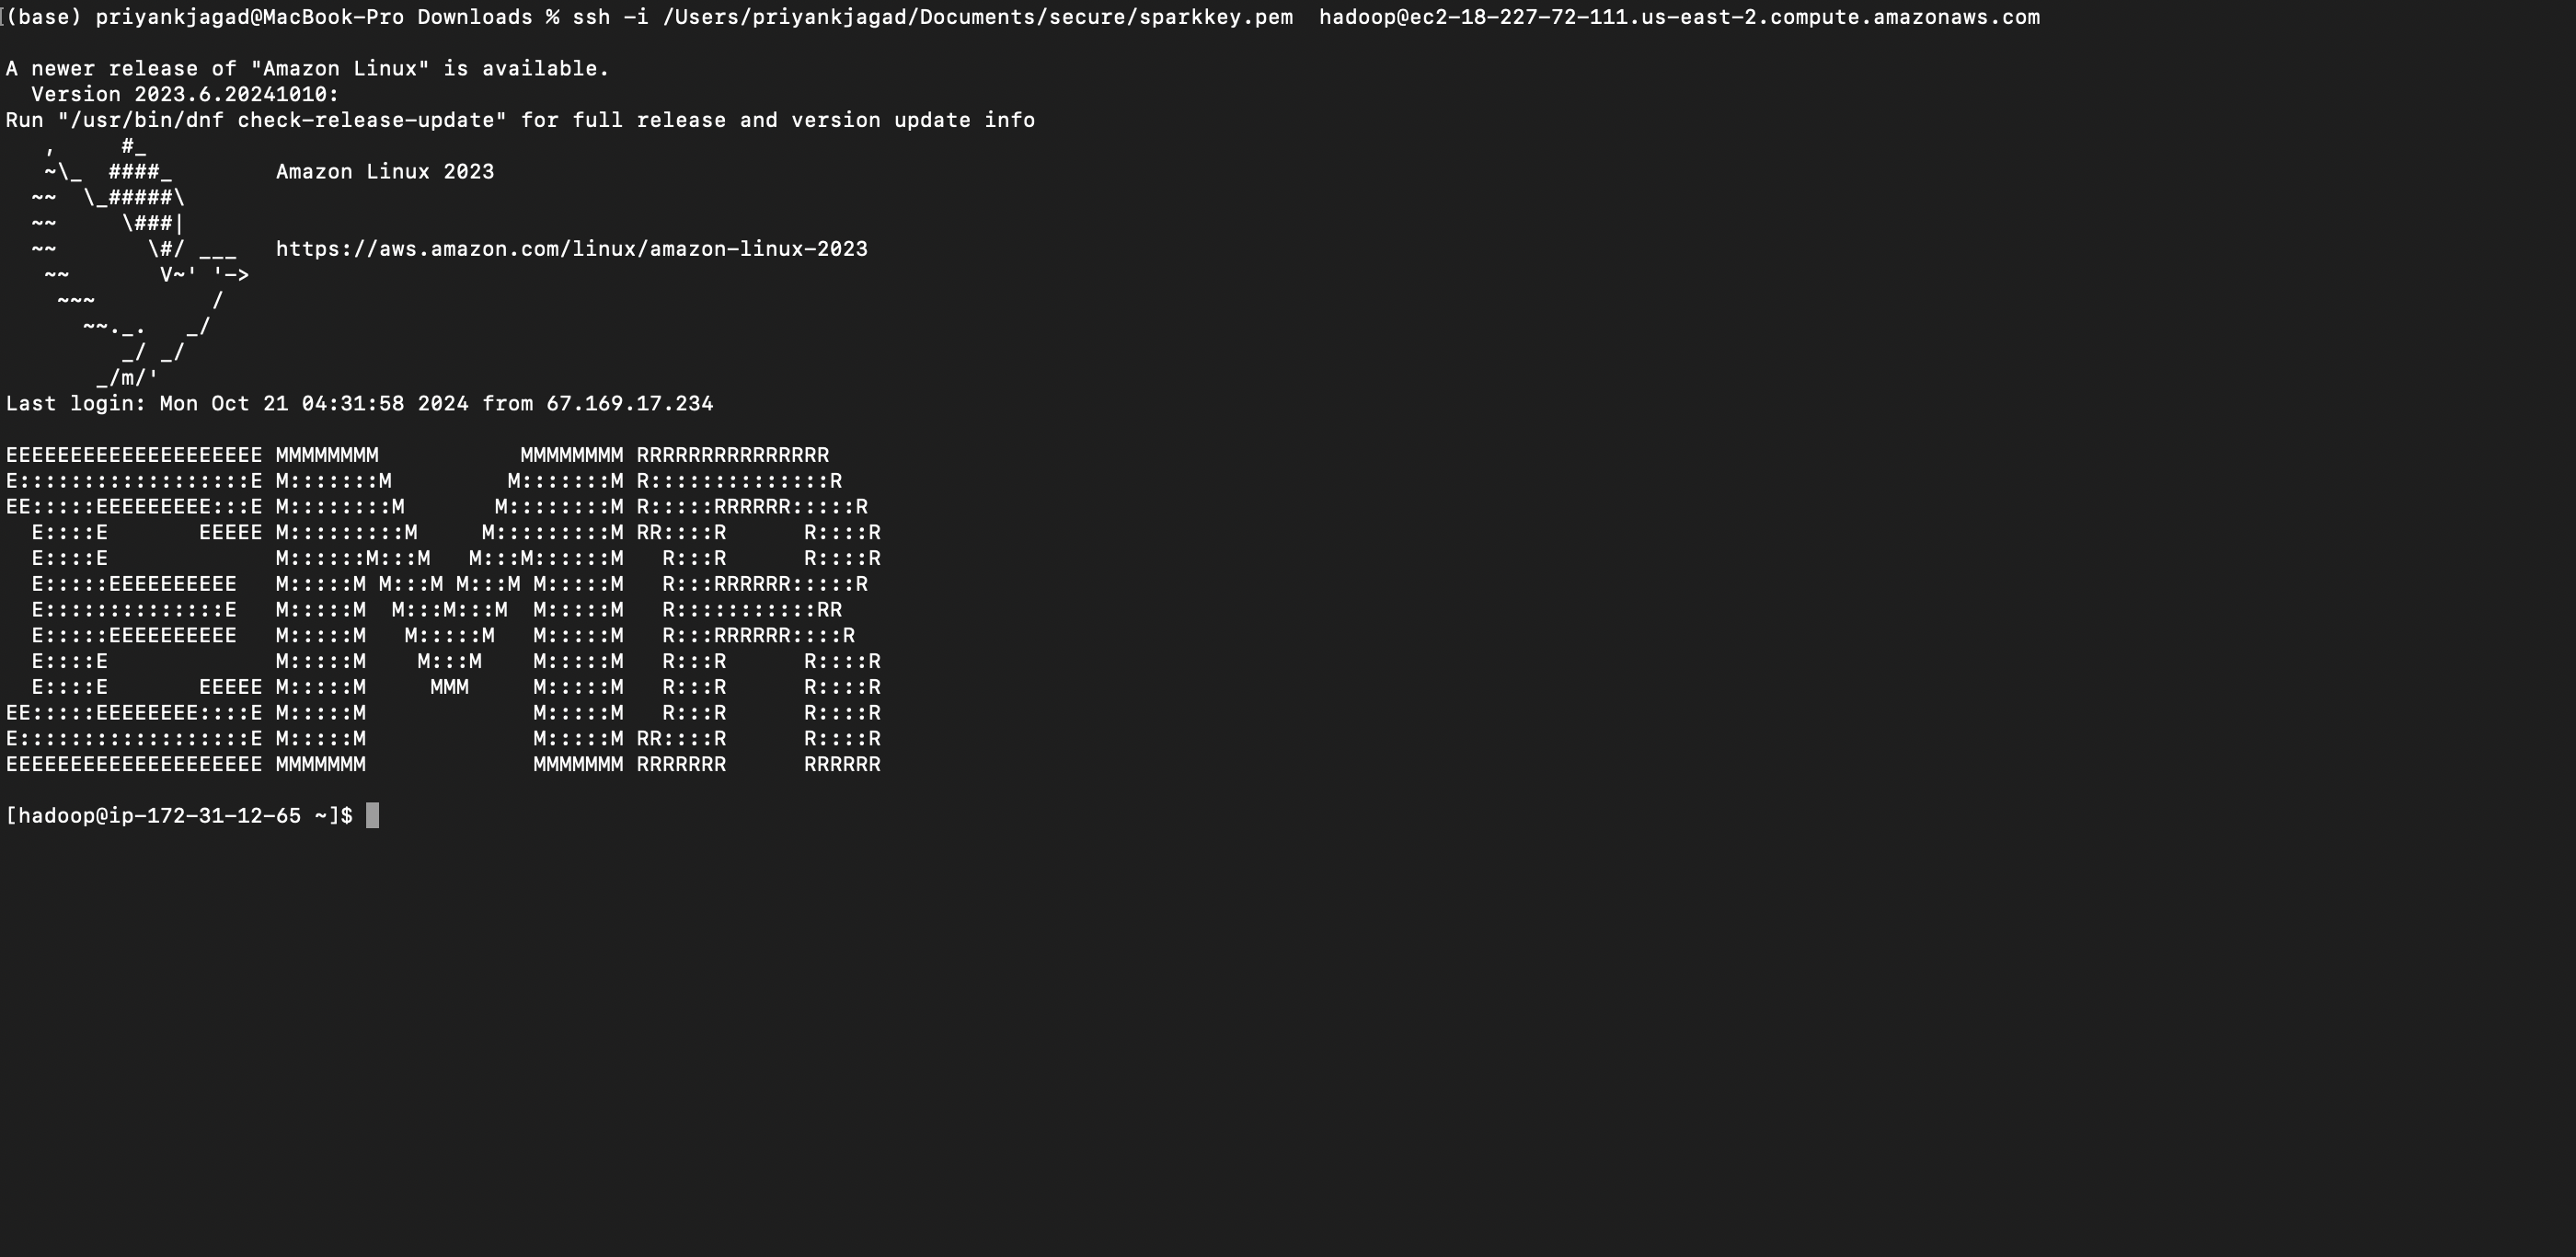 (base) priyankjagad@MacBook-Pro Downloads % ssh -i /Users/priyankjagad/Documents/secure/sparkkey.pem  hadoop@ec2-18-227-72-111.us-east-2.compute.amazonaws.com

A newer release of "Amazon Linux" is available.
  Version 2023.6.20241010:
Run "/usr/bin/dnf check-release-update" for full release and version update info
   ,     #_
   ~\_  ####_        Amazon Linux 2023
  ~~  \_#####\
  ~~     \###|
  ~~       \#/ ___   https://aws.amazon.com/linux/amazon-linux-2023
   ~~       V~' '->
    ~~~         /
      ~~._.   _/
         _/ _/
       _/m/'
Last login: Mon Oct 21 04:31:58 2024 from 67.169.17.234

EEEEEEEEEEEEEEEEEEEE MMMMMMMM           MMMMMMMM RRRRRRRRRRRRRRR
E::::::::::::::::::E M:::::::M         M:::::::M R::::::::::::::R
EE:::::EEEEEEEEE:::E M::::::::M       M::::::::M R:::::RRRRRR:::::R
  E::::E       EEEEE M:::::::::M     M:::::::::M RR::::R      R::::R
  E::::E             M::::::M:::M   M:::M::::::M   R:::R      R::::R
  E:::::EEEEEEEEEE   M:::::M M:::M M:::M M:::::M   R:::RRRRRR:::::R
  E::::::::::::::E   M:::::M  M:::M:::M  M:::::M   R:::::::::::RR
  E:::::EEEEEEEEEE   M:::::M   M:::::M   M:::::M   R:::RRRRRR::::R
  E::::E             M:::::M    M:::M    M:::::M   R:::R      R::::R
  E::::E       EEEEE M:::::M     MMM     M:::::M   R:::R      R::::R
EE:::::EEEEEEEE::::E M:::::M             M:::::M   R:::R      R::::R
E::::::::::::::::::E M:::::M             M:::::M RR::::R      R::::R
EEEEEEEEEEEEEEEEEEEE MMMMMMM             MMMMMMM RRRRRRR      RRRRRR

[hadoop@ip-172-31-12-65 ~]$